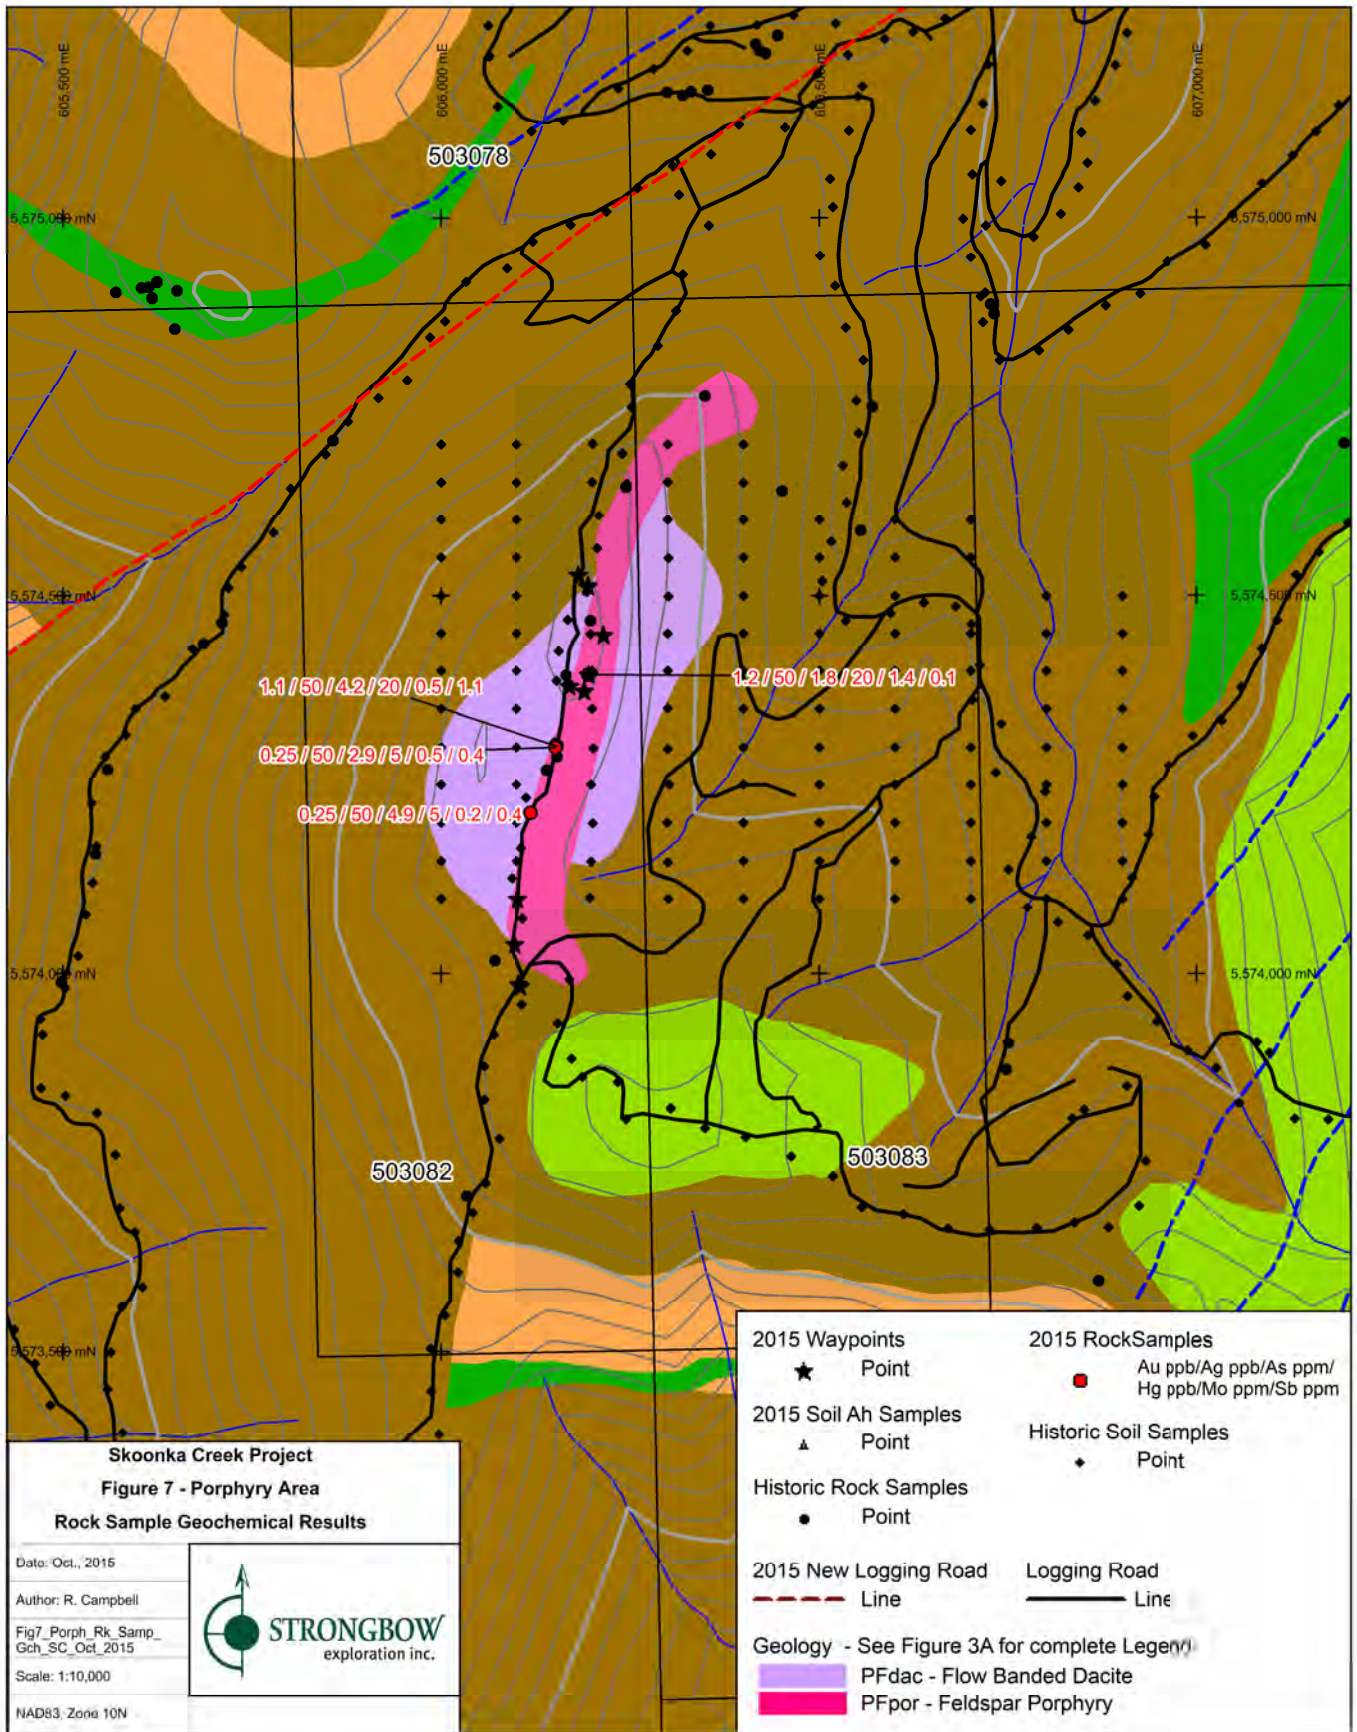 605,500 mE
606,000 mE
606,500 mE
607,000 mE
503078
5,575,000 mN
5,575,000 mN
5,574,500 mN
5,574,500 mN
1.1 / 50 / 4.2 / 20 / 0.5 / 1.1
1.2 / 50 / 1.8 / 20 / 1.4 / 0.1
0.25 / 50 / 2.9 / 5 / 0.5 / 0.4
0.25 / 50 / 4.9 / 5 / 0.2 / 0.4
5,574,000 mN
5,574,000 mN
503082
503083
5,573,500 mN
2015 Waypoints
Point
2015 Soil Ah Samples
Point
Historic Rock Samples
Point
2015 New Logging Road
Line
2015 RockSamples
Au ppb/Ag ppb/As ppm/
Hg ppb/Mo ppm/Sb ppm
Historic Soil Samples
Point
Logging Road
Line
Geology - See Figure 3A for complete Legend
PFdac - Flow Banded Dacite
PFpor - Feldspar Porphyry
Skoonka Creek Project
Figure 7 - Porphyry Area
Rock Sample Geochemical Results
Date: Oct., 2015
Author: R. Campbell
Fig7_Porph_Rk_Samp_
Gch_SC_Oct_2015
Scale: 1:10,000
NAD83, Zone 10N
STRONGBOW
exploration inc.